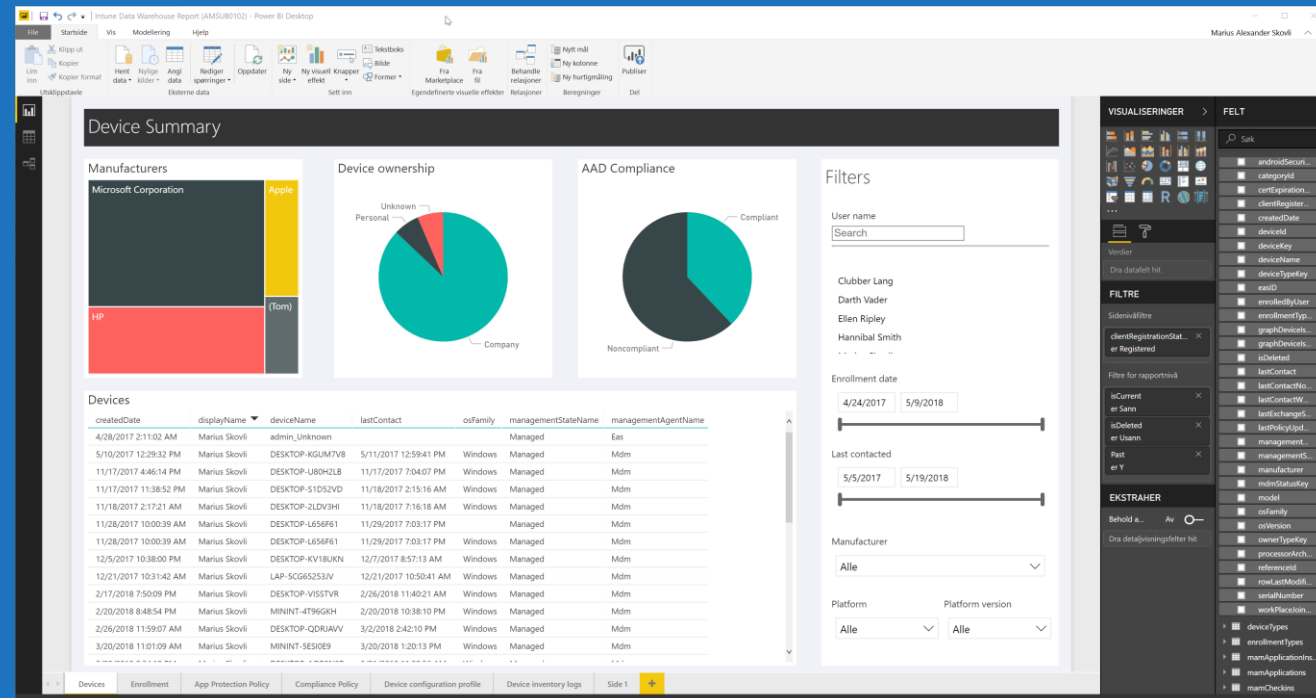 Intune Data Warehouse Report (AMSUB0102) - Power BI Desktop
Marius Alexander Skovli
File Startside Vis Modellering Hjelp
Lim inn
Klipp ut
Kopier
Kopier format
Utklippstavle
Hent data
Nylige kilder
Angi data
Rediger spørringer
Oppdater
Eksterne data
Ny side
Ny visuell effekt
Knapper
Tekstboks
Bilde
Former
Sett inn
Fra Marketplace
Fra fil
Egendefinerte visuelle effekter
Behandle relasjoner
Relasjoner
Nytt mål
Ny kolonne
Ny hurtigmåling
Beregninger
Publiser
Del
Device Summary
Manufacturers
Microsoft Corporation
Apple
HP
(Tom)
Device ownership
Unknown
Personal
Company
AAD Compliance
Compliant
Noncompliant
Filters
User name
Search
Clubber Lang
Darth Vader
Ellen Ripley
Hannibal Smith
Enrollment date
4/24/2017 5/9/2018
Last contacted
5/5/2017 5/19/2018
Manufacturer
Alle
Platform Platform version
Alle Alle
Devices
createdDate displayName deviceName lastContact osFamily managementStateName managementAgentName
4/28/2017 2:11:02 AM Marius Skovli admin_Unknown Managed Eas
5/10/2017 12:29:32 PM Marius Skovli DESKTOP-KGUM7V8 5/11/2017 12:59:41 PM Windows Managed Mdm
11/17/2017 4:46:14 PM Marius Skovli DESKTOP-U80H2LB 11/17/2017 7:04:07 PM Windows Managed Mdm
11/17/2017 11:38:52 PM Marius Skovli DESKTOP-S1D52VD 11/18/2017 2:15:16 AM Windows Managed Mdm
11/18/2017 2:17:21 AM Marius Skovli DESKTOP-2LDV3HI 11/18/2017 7:16:18 AM Windows Managed Mdm
11/28/2017 10:00:39 AM Marius Skovli DESKTOP-L656F61 11/29/2017 7:03:17 PM Windows Managed Mdm
11/28/2017 10:00:39 AM Marius Skovli DESKTOP-L656F61 11/29/2017 7:03:17 PM Windows Managed Mdm
12/5/2017 10:38:00 PM Marius Skovli DESKTOP-KV18UKN 12/7/2017 8:57:13 AM Windows Managed Mdm
12/21/2017 10:31:42 AM Marius Skovli LAP-5CG65253JV 12/21/2017 10:50:41 AM Windows Managed Mdm
2/17/2018 7:50:09 PM Marius Skovli DESKTOP-VISSTVR 2/26/2018 11:40:21 AM Windows Managed Mdm
2/20/2018 8:48:54 PM Marius Skovli MININT-4T96GKH 2/20/2018 10:38:10 PM Windows Managed Mdm
2/26/2018 11:59:07 AM Marius Skovli DESKTOP-QDRJAVV 3/2/2018 2:42:10 PM Windows Managed Mdm
3/20/2018 11:01:09 AM Marius Skovli MININT-5ESI0E9 3/20/2018 1:20:13 PM Windows Managed Mdm
Devices Enrollment App Protection Policy Compliance Policy Device configuration profile Device inventory logs Side 1 +
VISUALISERINGER >
R
...
Verdier
Dra datafelt hit
FILTRE
Sidenivåfiltre
clientRegistrationStat...
er Registered
Filtre for rapportnivå
isCurrent
er Sann
isDeleted
er Usann
Past
er Y
EKSTRAHER
Behold a... Av
Dra detaljvisningsfelter hit
FELT
Søk
androidSecuri...
categoryId
certExpiration...
clientRegister...
createdDate
deviceId
deviceKey
deviceName
deviceTypeKey
easID
enrolledByUser
enrollmentTyp...
graphDeviceIs...
graphDeviceIs...
isDeleted
lastContact
lastContactNo...
lastContactW...
lastExchangeS...
lastPolicyUpd...
management...
managementS...
manufacturer
mdmStatusKey
model
osFamily
osVersion
ownerTypeKey
processorArch...
referenceId
rowLastModifi...
serialNumber
workPlaceJoin...
deviceTypes
enrollmentTypes
mamApplicationIns...
mamApplications
mamCheckins